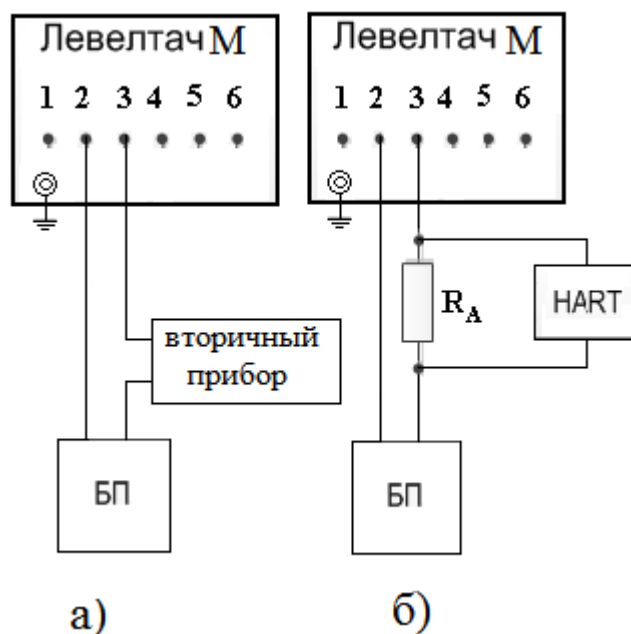 Левелтач М
1 2 3 4 5 6
вторичный
прибор
БП
а)
Левелтач М
1 2 3 4 5 6
RА
HART
БП
б)